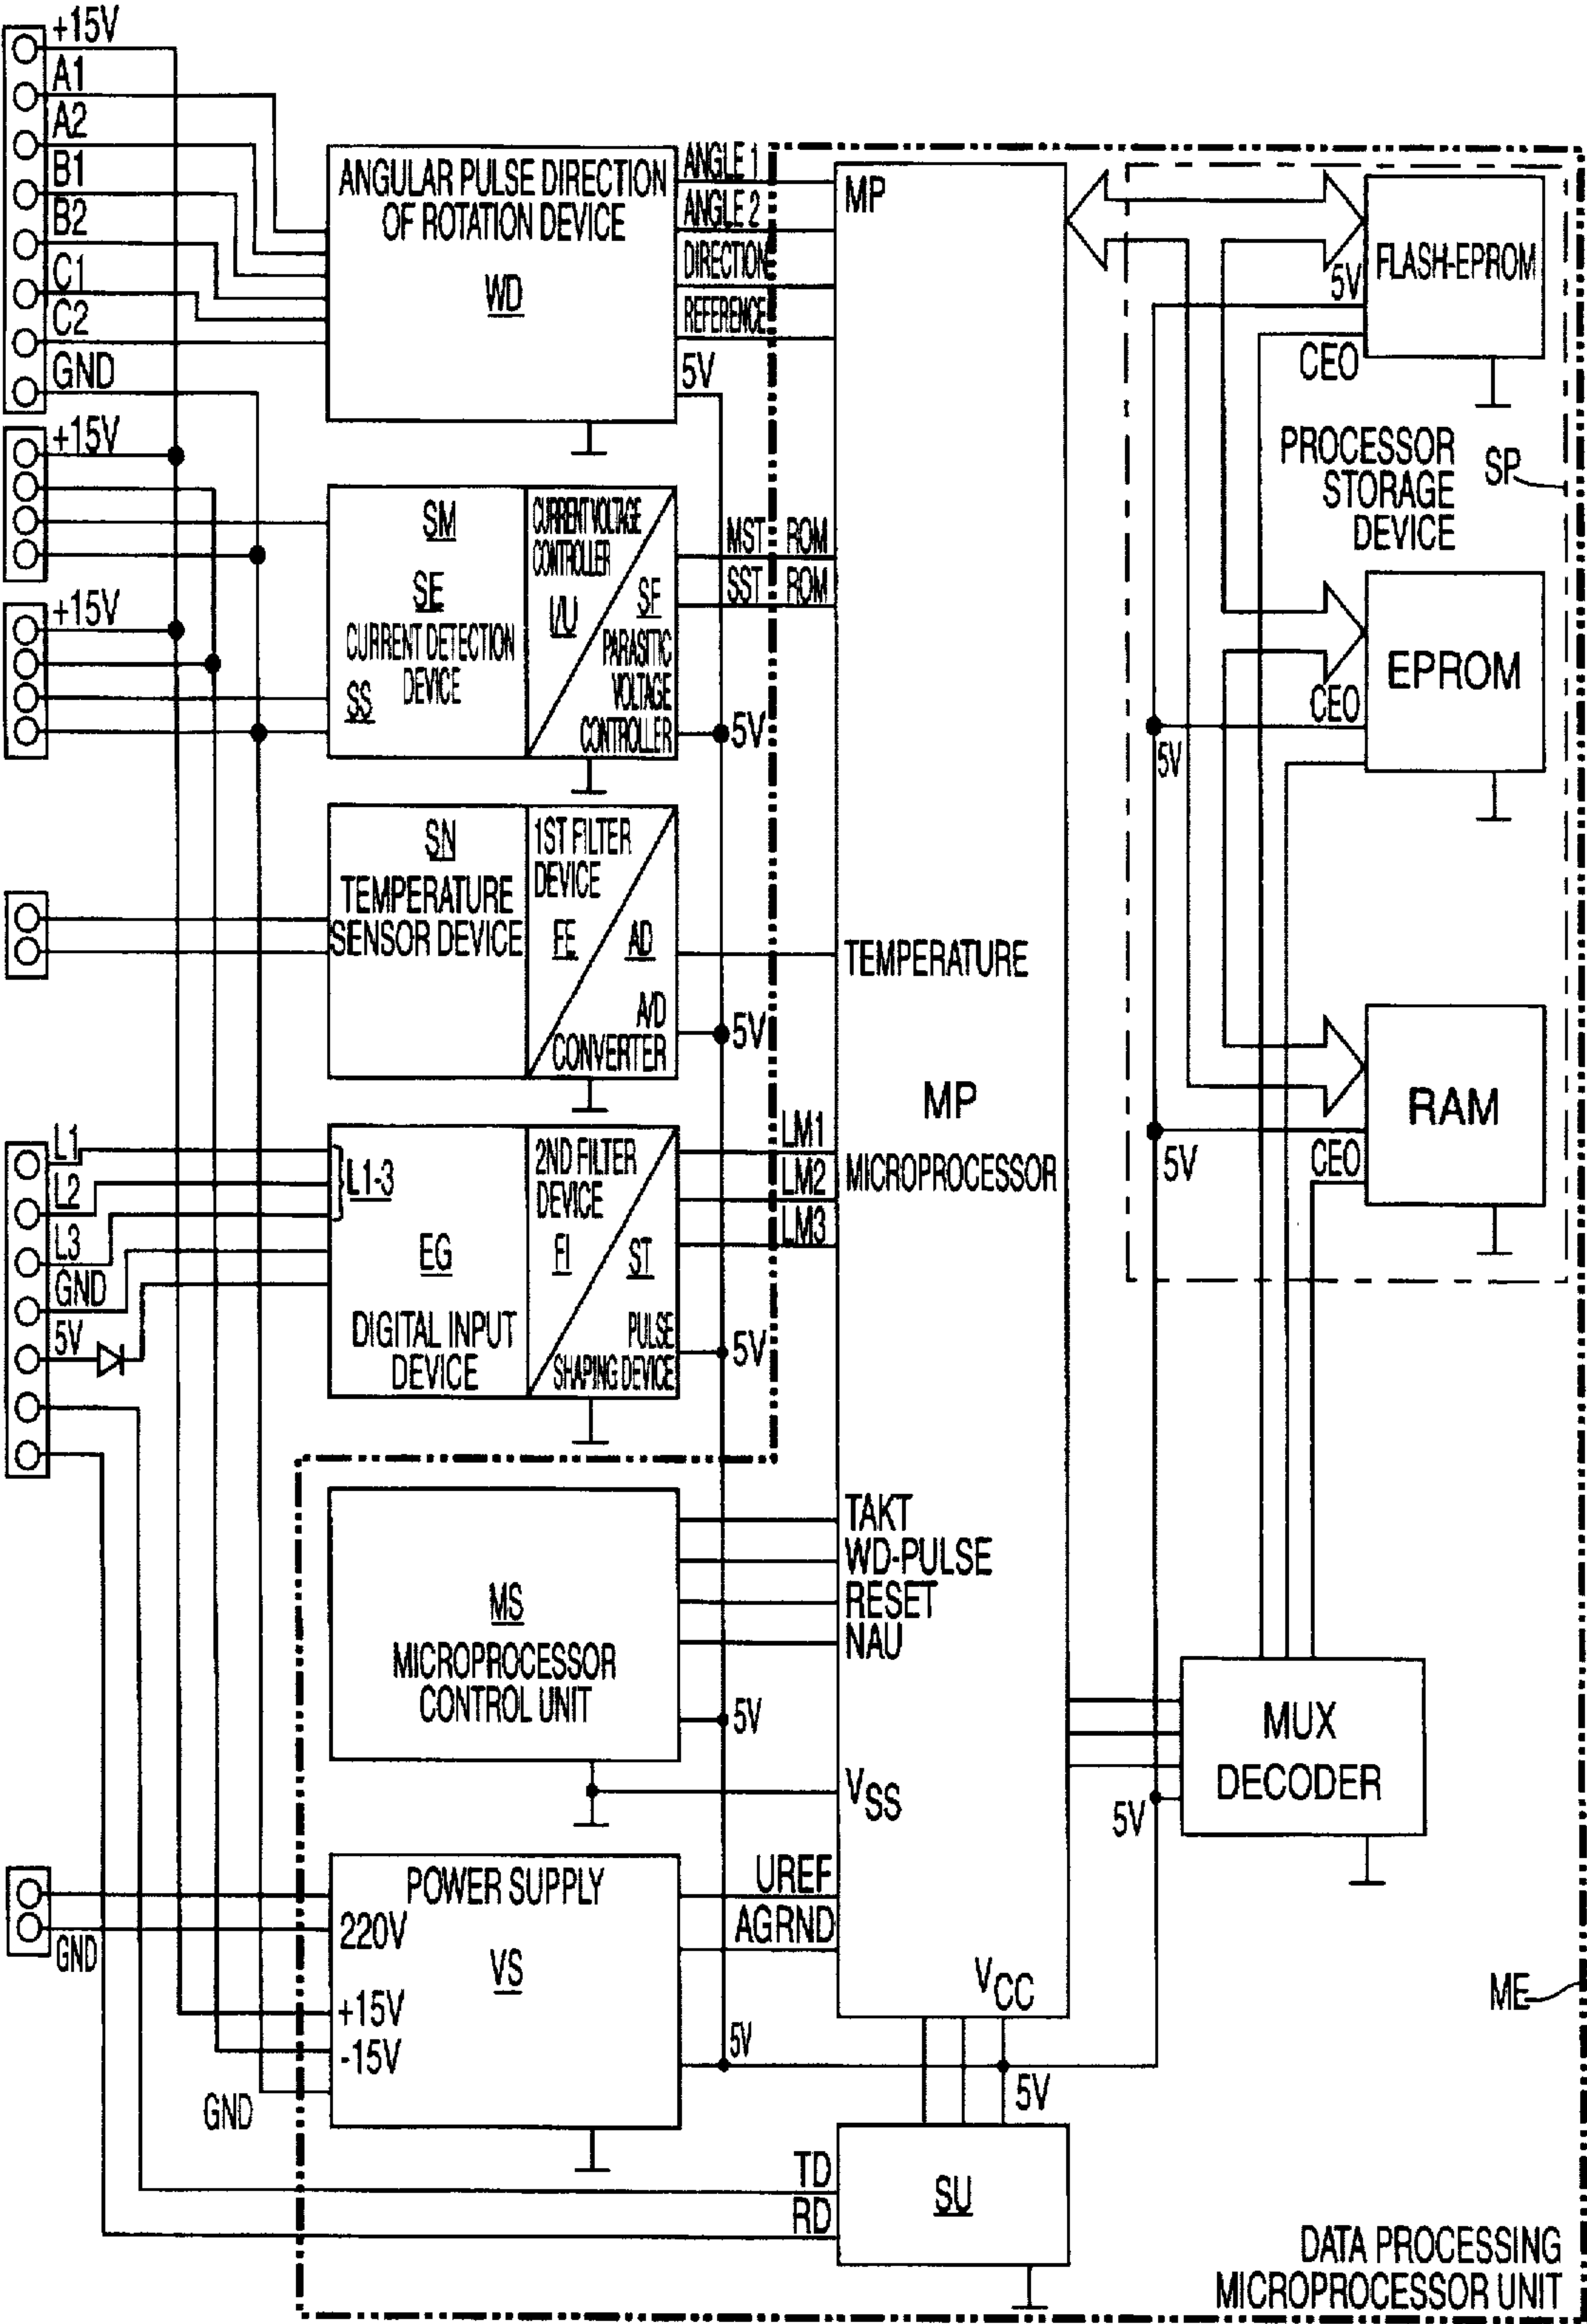 +15V
A1
A2
B1
B2
C1
C2
GND
+15V
+15V
L1
L2
L3
GND
5V
GND
ANGULAR PULSE DIRECTION
OF ROTATION DEVICE
WD
ANGLE 1
ANGLE 2
DIRECTION
REFERENCE
5V
SM
SE
CURRENT DETECTION
DEVICE
SS
CURRENT VOLTAGE
CONTROLLER
I/U
SF
PARASITIC
VOLTAGE
CONTROLLER
MST ROM
SST ROM
5V
SN
TEMPERATURE
SENSOR DEVICE
1ST FILTER
DEVICE
FE
AD
A/D
CONVERTER
5V
L1-3
EG
DIGITAL INPUT
DEVICE
2ND FILTER
DEVICE
FI
ST
PULSE
SHAPING DEVICE
LM1
LM2
LM3
5V
MS
MICROPROCESSOR
CONTROL UNIT
5V
POWER SUPPLY
220V
VS
+15V
-15V
GND
UREF
AGRND
5V
MP
TEMPERATURE
MP
MICROPROCESSOR
TAKT
WD-PULSE
RESET
NAU
VSS
VCC
5V
TD
RD
SU
FLASH-EPROM
5V
CEO
PROCESSOR
STORAGE
DEVICE
SP
EPROM
CEO
5V
RAM
CEO
5V
MUX
DECODER
5V
ME
DATA PROCESSING
MICROPROCESSOR UNIT